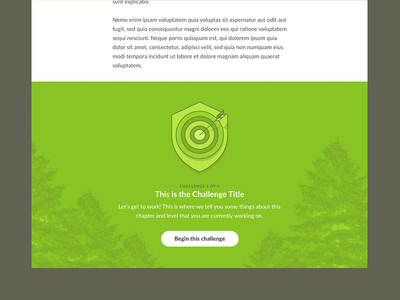 sunt explicabo.
Nemo enim ipsam voluptatem quia voluptas sit aspernatur aut odit aut
fugit, sed quia consequuntur magni dolores eos qui ratione voluptatem
sequi nesciunt. Neque porro quisquam est, qui dolorem ipsum quia
dolor sit amet, consectetur, adipisci velit, sed quia non numquam eius
modi tempora incidunt ut labore et dolore magnam aliquam quaerat
voluptatem.
CHALLENGE 1 OF 6
This is the Challenge Title
Let's get to work! This is where we tell you some things about this
chapter and level that you are currently working on.
Begin this challenge